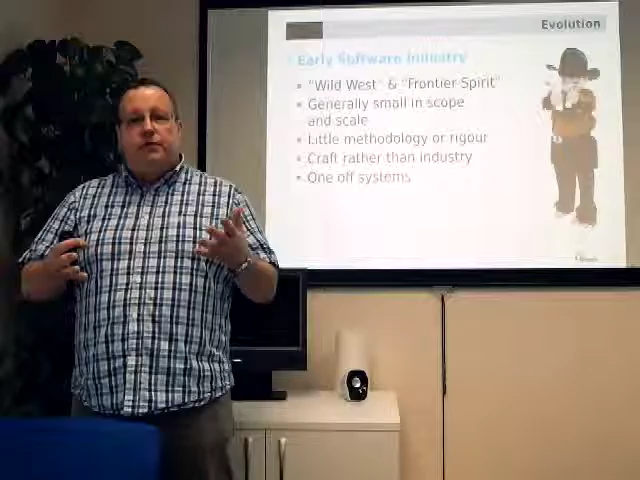 Evolution
Early Software Industry
"Wild West" & "Frontier Spirit"
Generally small in scope
and scale
Little methodology or rigour
Craft rather than industry
One off systems